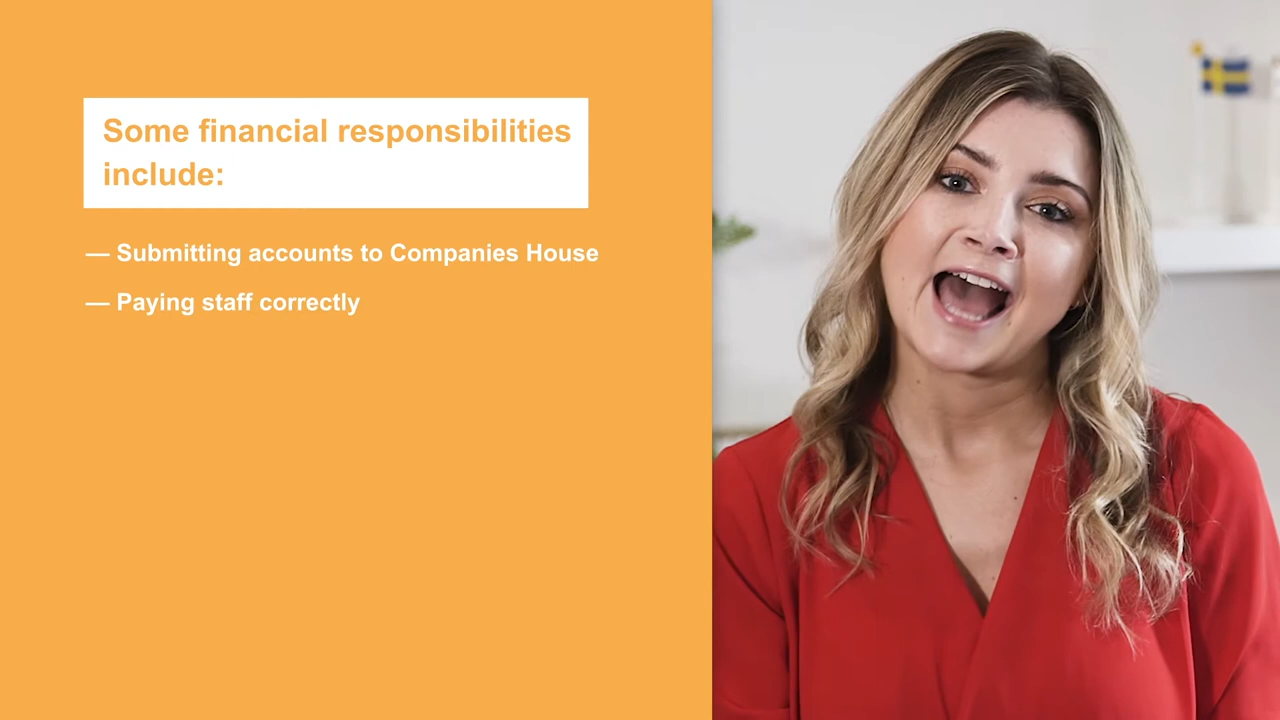 Some financial responsibilities
include:
— Submitting accounts to Companies House
— Paying staff correctly